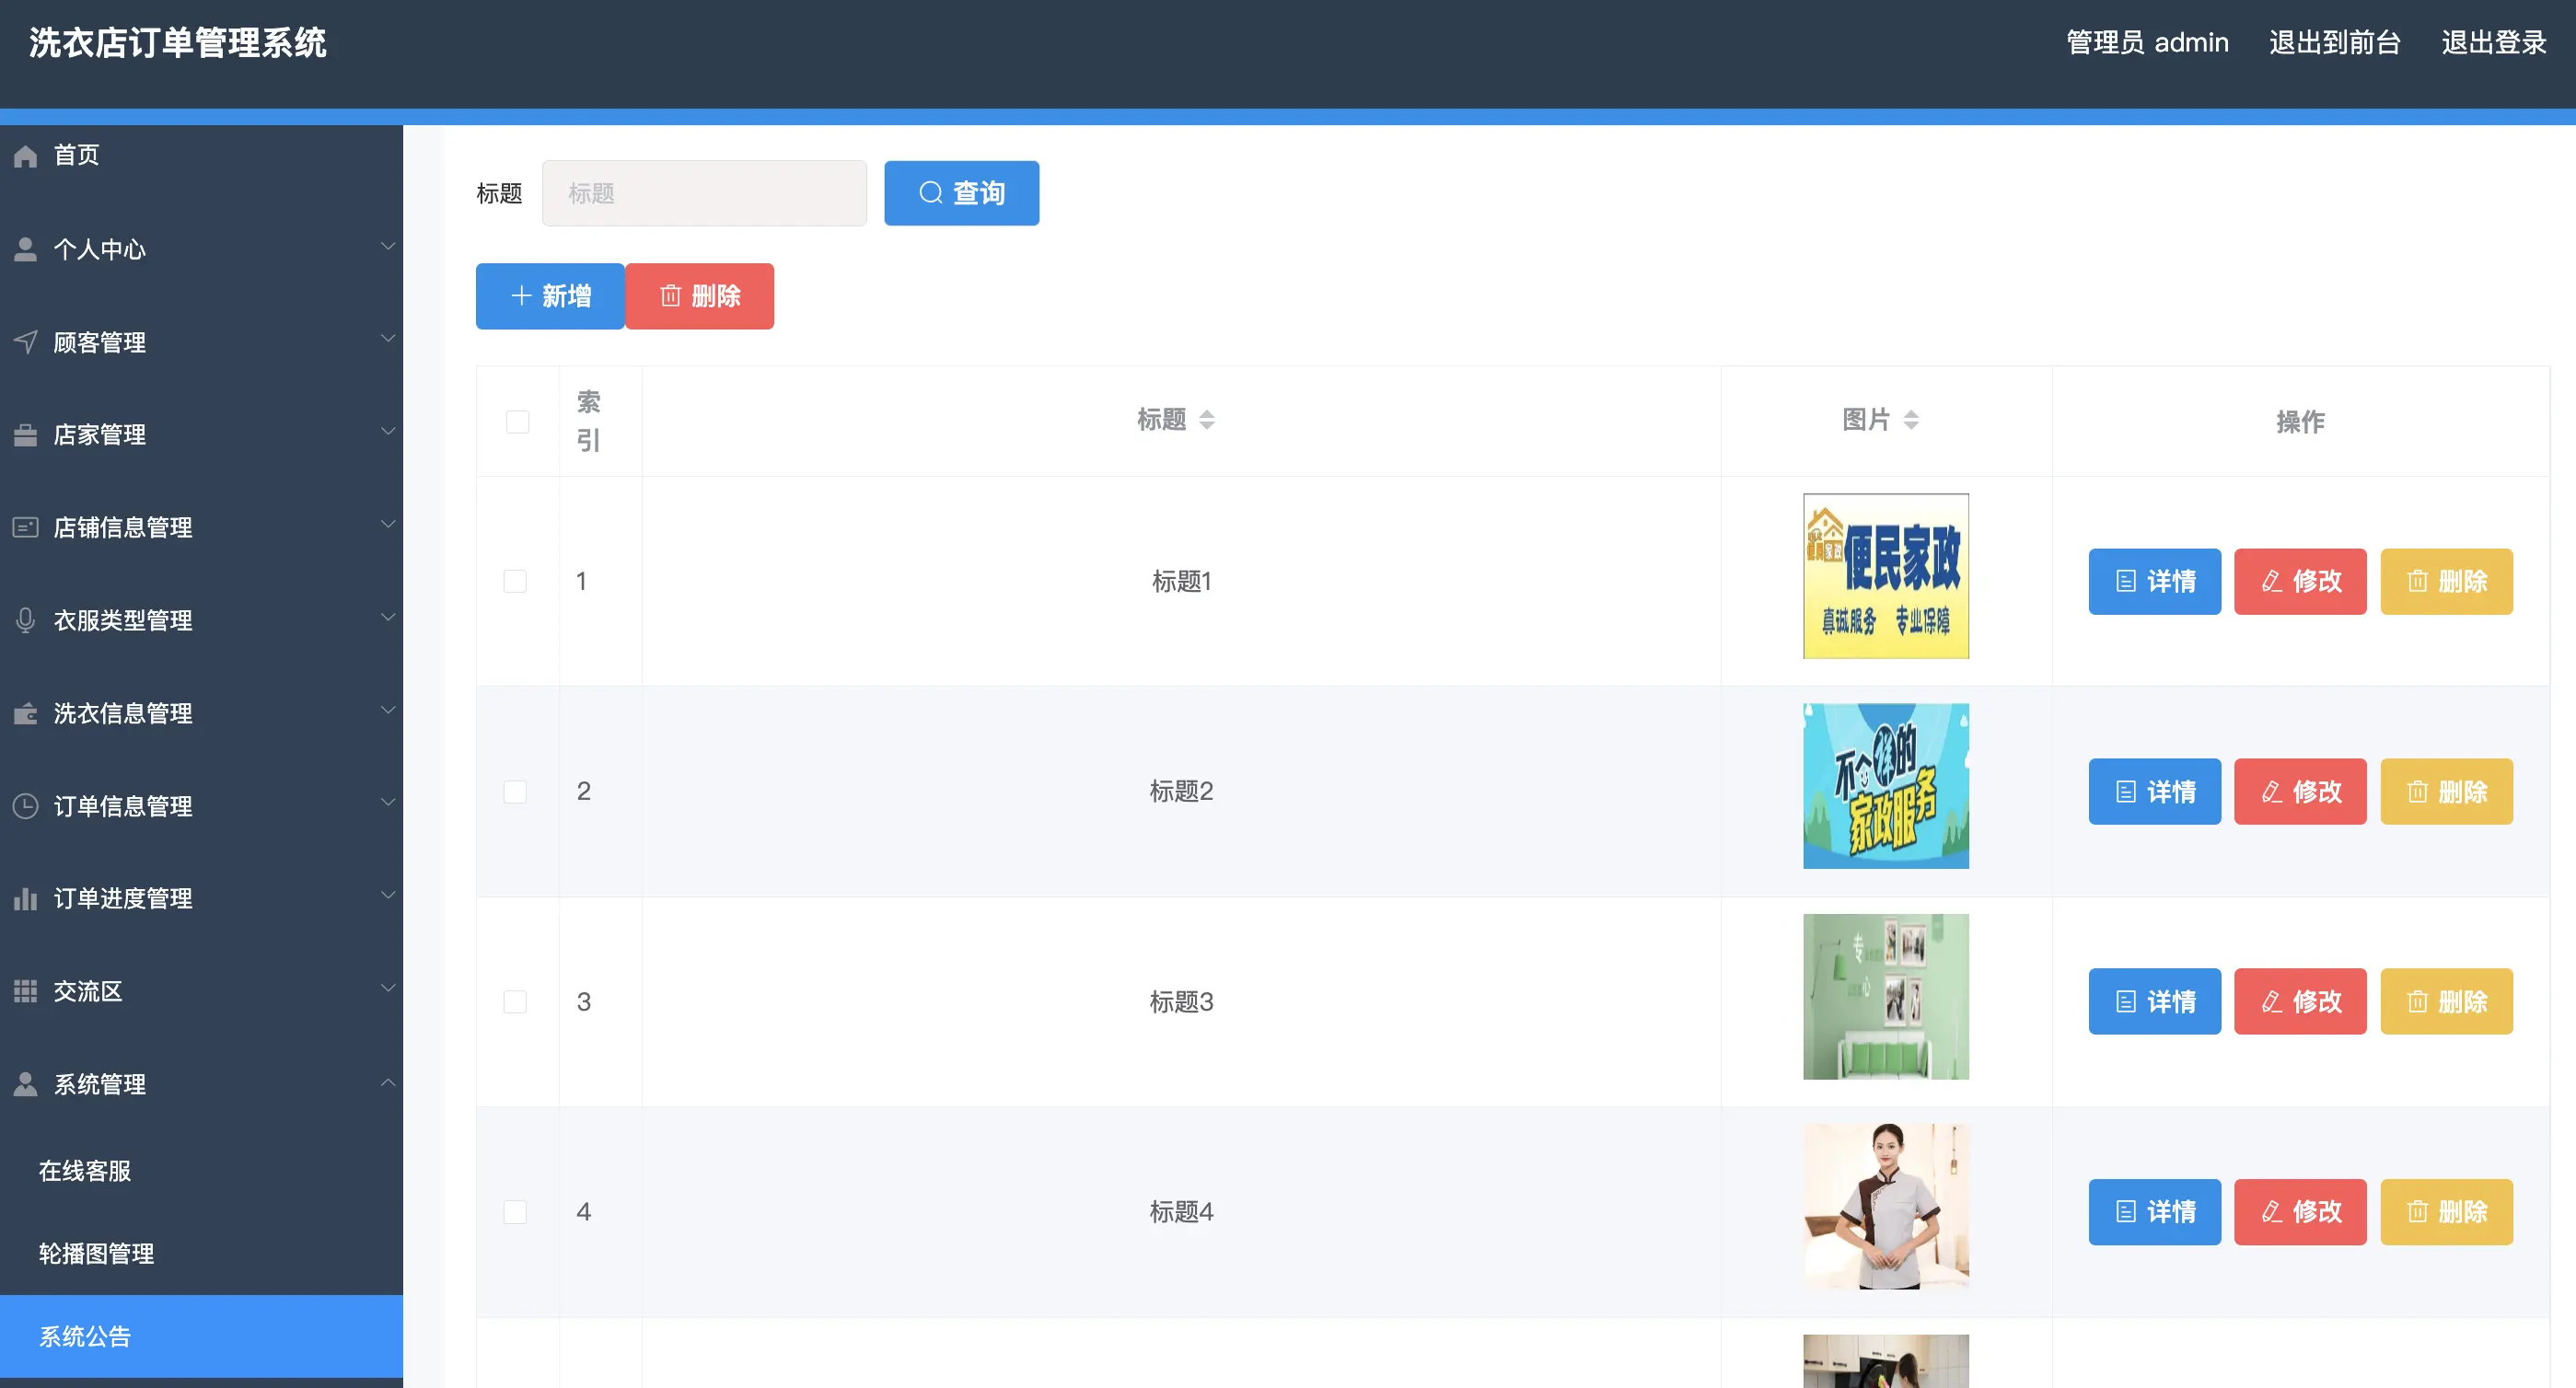 洗衣店订单管理系统
管理员 admin 退出到前台 退出登录
首页
个人中心
顾客管理
店家管理
店铺信息管理
衣服类型管理
洗衣信息管理
订单信息管理
订单进度管理
交流区
系统管理
在线客服
轮播图管理
系统公告
标题 标题 查询
新增 删除
索引 标题 图片 操作
1 标题1 详情 修改 删除
便民家政
真诚服务 专业保障
2 标题2 详情 修改 删除
不一样的
家政服务
3 标题3 详情 修改 删除
专
心
4 标题4 详情 修改 删除